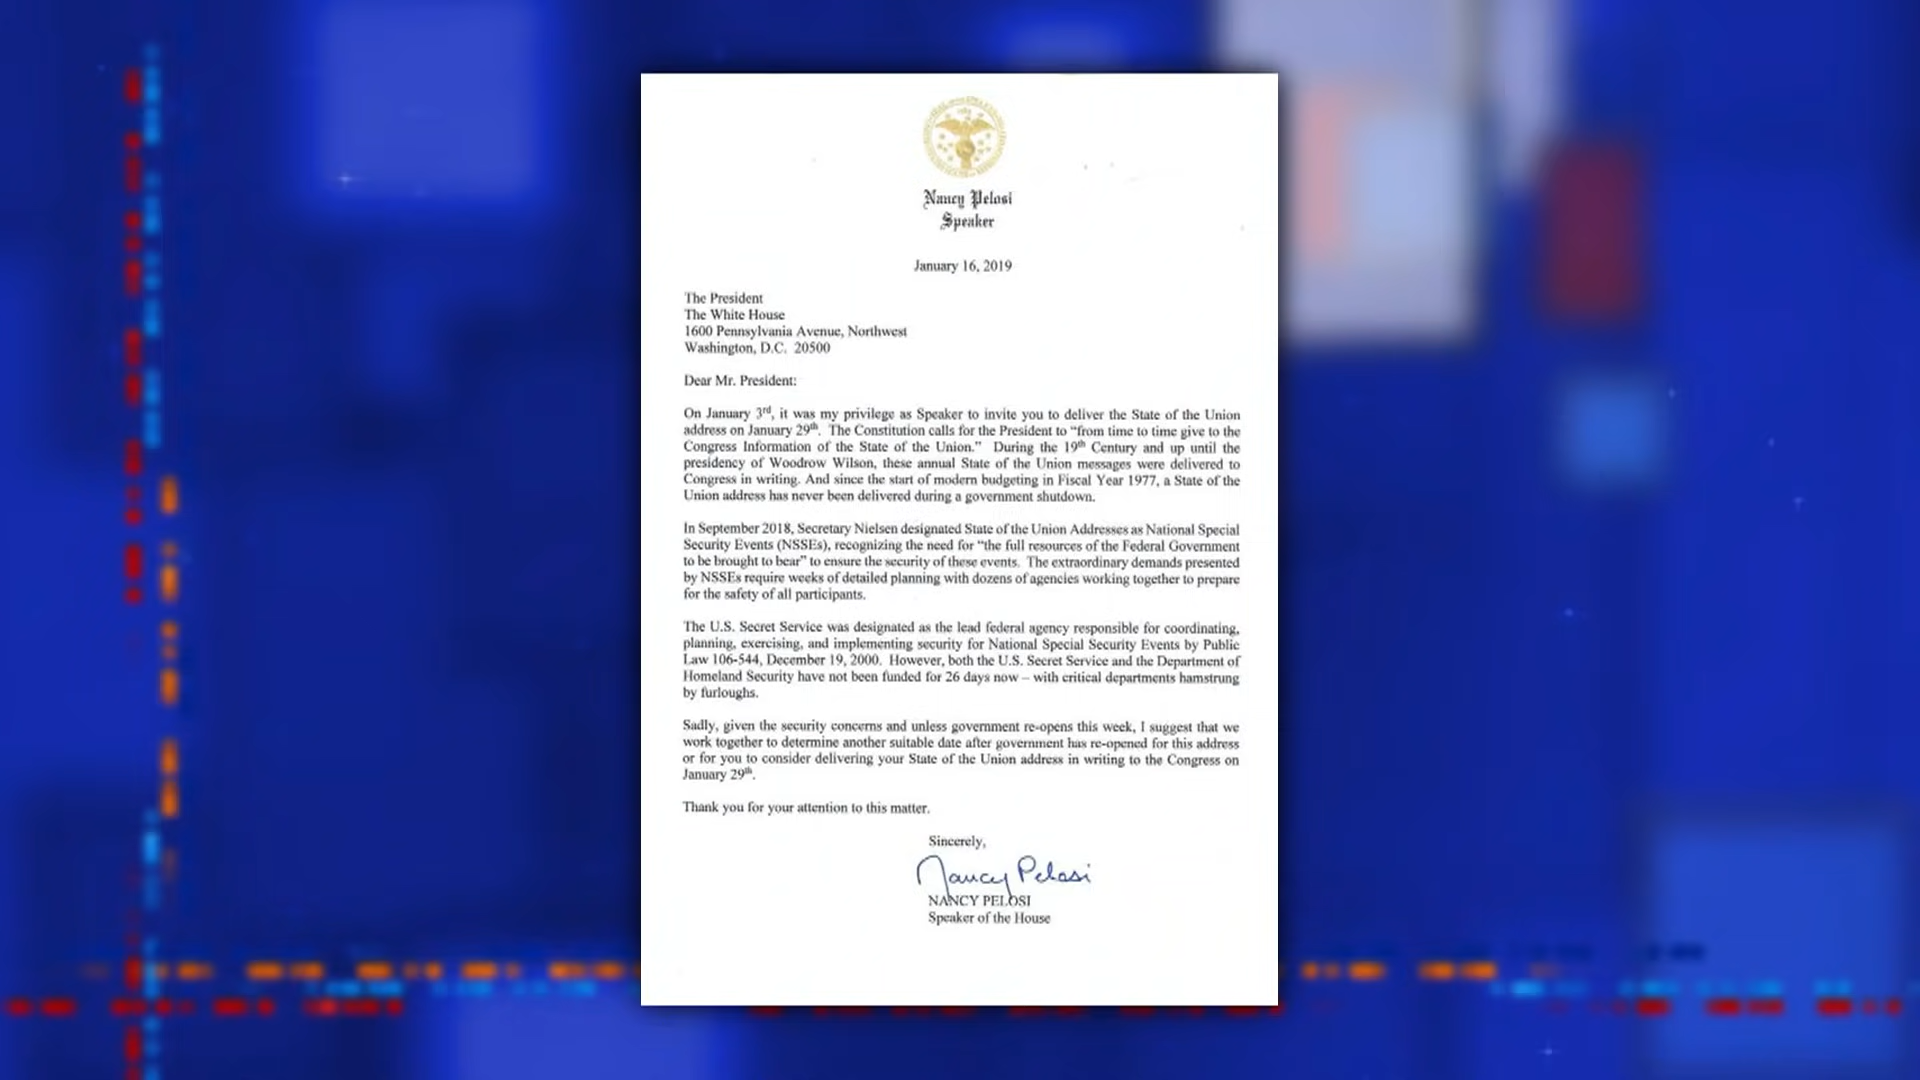 Nancy Pelosi
Speaker
January 16, 2019
The President
The White House
1600 Pennsylvania Avenue, Northwest
Washington, D.C. 20500
Dear Mr. President:
On January 3rd, it was my privilege as Speaker to invite you to deliver the State of the Union
address on January 29th. The Constitution calls for the President to “from time to time give to the
Congress Information of the State of the Union.” During the 19th Century and up until the
presidency of Woodrow Wilson, these annual State of the Union messages were delivered to
Congress in writing. And since the start of modern budgeting in Fiscal Year 1977, a State of the
Union address has never been delivered during a government shutdown.
In September 2018, Secretary Nielsen designated State of the Union Addresses as National Special
Security Events (NSSEs), recognizing the need for “the full resources of the Federal Government
to be brought to bear” to ensure the security of these events. The extraordinary demands presented
by NSSEs require weeks of detailed planning with dozens of agencies working together to prepare
for the safety of all participants.
The U.S. Secret Service was designated as the lead federal agency responsible for coordinating,
planning, exercising, and implementing security for National Special Security Events by Public
Law 106-544, December 19, 2000. However, both the U.S. Secret Service and the Department of
Homeland Security have not been funded for 26 days now – with critical departments hamstrung
by furloughs.
Sadly, given the security concerns and unless government re-opens this week, I suggest that we
work together to determine another suitable date after government has re-opened for this address
or for you to consider delivering your State of the Union address in writing to the Congress on
January 29th.
Thank you for your attention to this matter.
Sincerely,
Nancy Pelosi
NANCY PELOSI
Speaker of the House